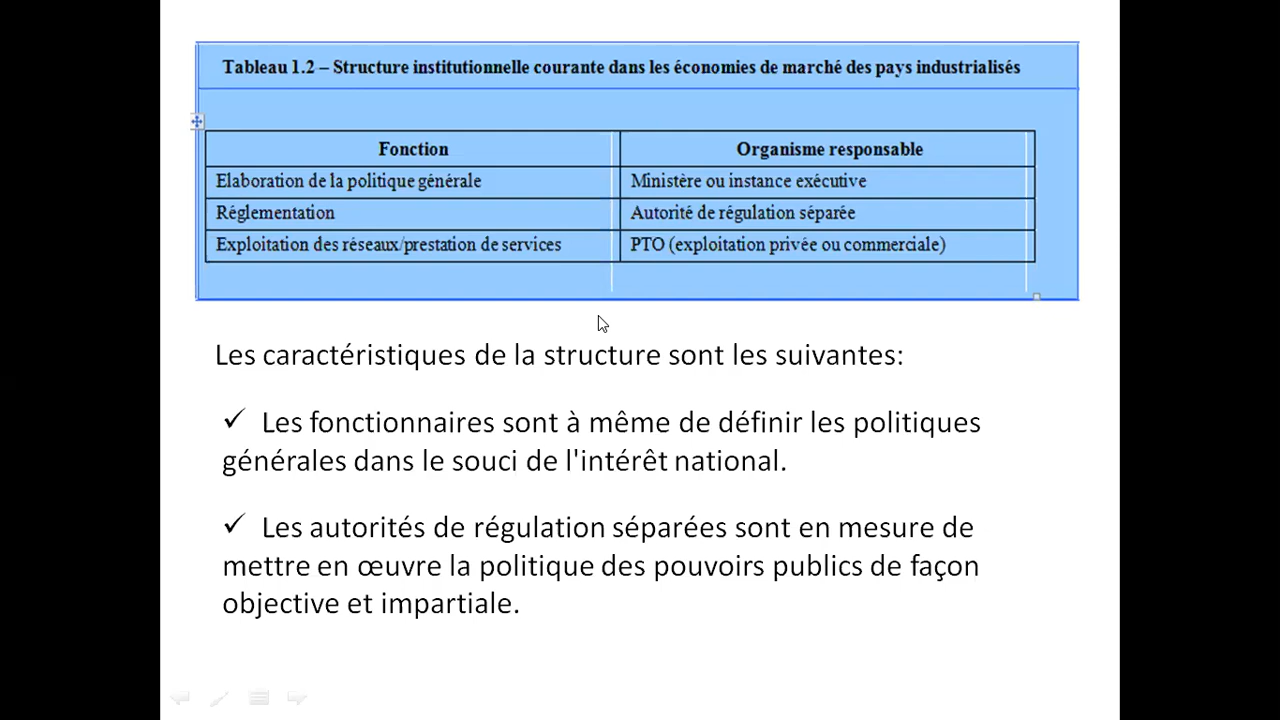 Tableau 1.2 – Structure institutionnelle courante dans les économies de marché des pays industrialisés
Fonction Organisme responsable
Elaboration de la politique générale Ministère ou instance exécutive
Réglementation Autorité de régulation séparée
Exploitation des réseaux/prestation de services PTO (exploitation privée ou commerciale)
Les caractéristiques de la structure sont les suivantes:
✓ Les fonctionnaires sont à même de définir les politiques
générales dans le souci de l'intérêt national.
✓ Les autorités de régulation séparées sont en mesure de
mettre en œuvre la politique des pouvoirs publics de façon
objective et impartiale.